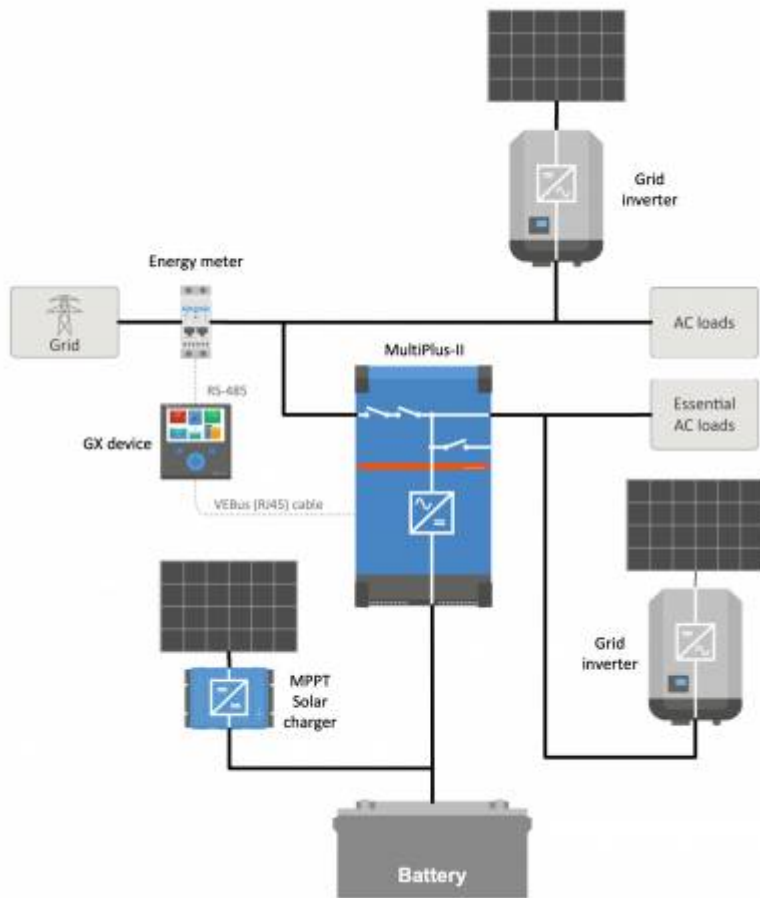 Grid
inverter
Energy meter
Grid
AC loads
MultiPlus-II
RS-485
Essential
AC loads
GX device
VEBus (RJ45) cable
Grid
inverter
MPPT
Solar
charger
Battery